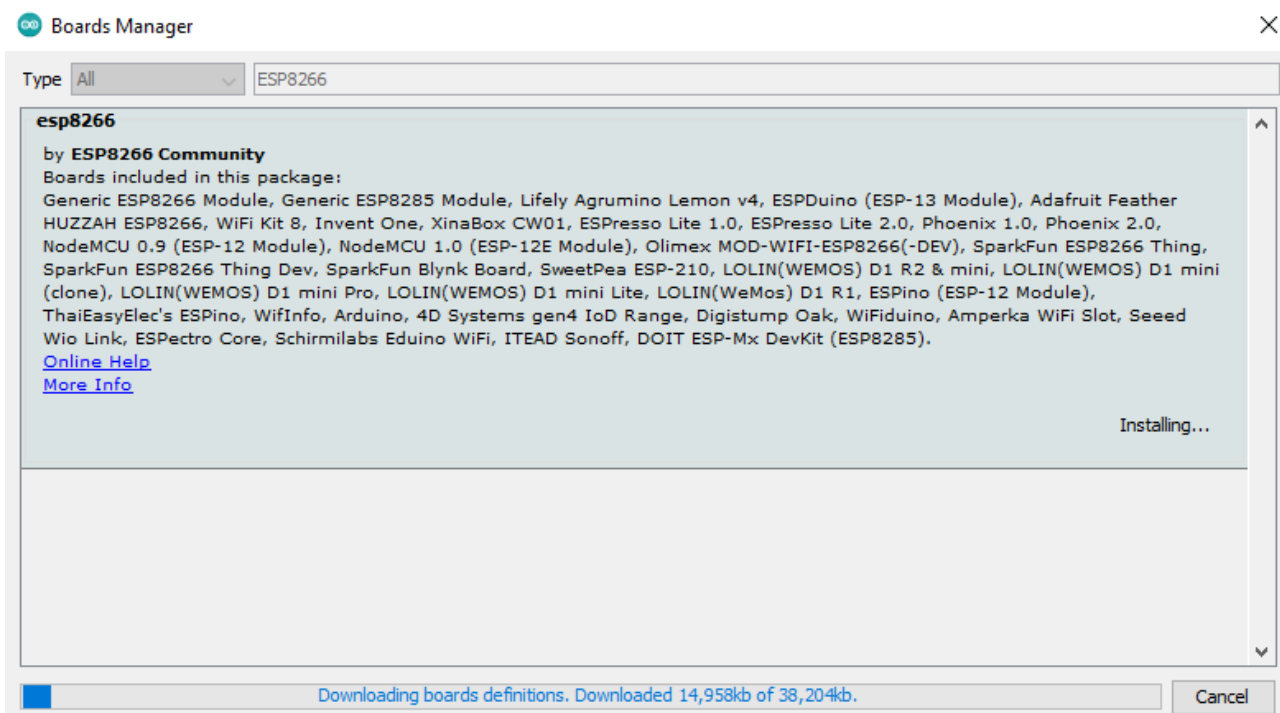 Boards Manager
Type All ESP8266
esp8266
by ESP8266 Community
Boards included in this package:
Generic ESP8266 Module, Generic ESP8285 Module, Lifely Agrumino Lemon v4, ESPDuino (ESP-13 Module), Adafruit Feather
HUZZAH ESP8266, WiFi Kit 8, Invent One, XinaBox CW01, ESPresso Lite 1.0, ESPresso Lite 2.0, Phoenix 1.0, Phoenix 2.0,
NodeMCU 0.9 (ESP-12 Module), NodeMCU 1.0 (ESP-12E Module), Olimex MOD-WIFI-ESP8266(-DEV), SparkFun ESP8266 Thing,
SparkFun ESP8266 Thing Dev, SparkFun Blynk Board, SweetPea ESP-210, LOLIN(WEMOS) D1 R2 & mini, LOLIN(WEMOS) D1 mini
(clone), LOLIN(WEMOS) D1 mini Pro, LOLIN(WEMOS) D1 mini Lite, LOLIN(WeMos) D1 R1, ESPino (ESP-12 Module),
ThaiEasyElec's ESPino, WifInfo, Arduino, 4D Systems gen4 IoD Range, Digistump Oak, WiFiduino, Amperka WiFi Slot, Seeed
Wio Link, ESPectro Core, Schirmilabs Eduino WiFi, ITEAD Sonoff, DOIT ESP-Mx DevKit (ESP8285).
Online Help
More Info
Installing...
Downloading boards definitions. Downloaded 14,958kb of 38,204kb.
Cancel